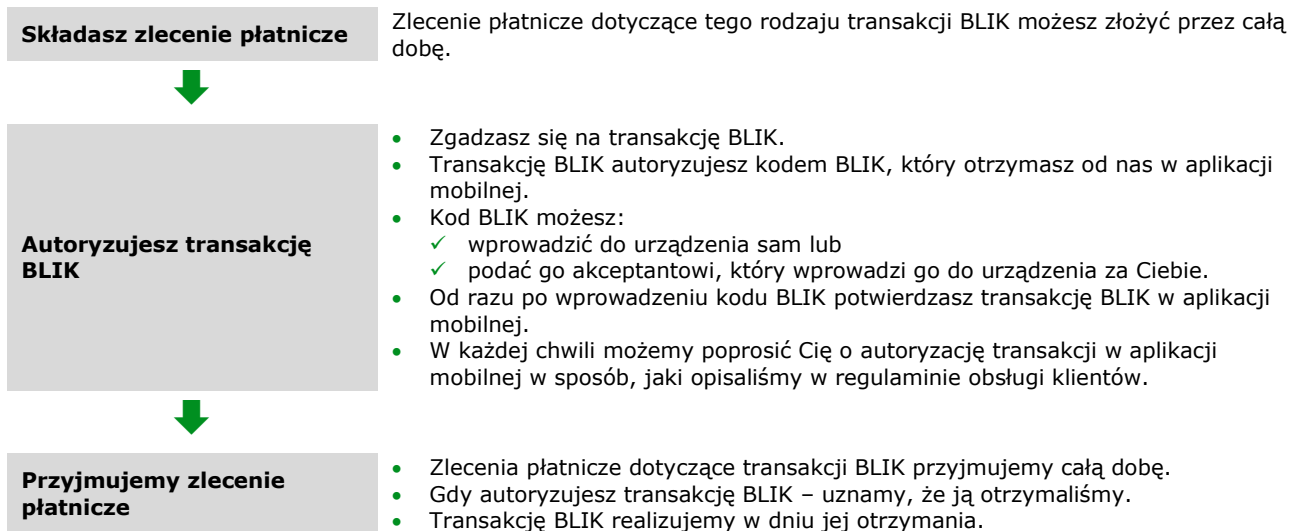 Składasz zlecenie płatnicze
Zlecenie płatnicze dotyczące tego rodzaju transakcji BLIK możesz złożyć przez całą
dobę.
Autoryzujesz transakcję
BLIK
• Zgadzasz się na transakcję BLIK.
• Transakcję BLIK autoryzujesz kodem BLIK, który otrzymasz od nas w aplikacji
mobilnej.
• Kod BLIK możesz:
✓ wprowadzić do urządzenia sam lub
✓ podać go akceptantowi, który wprowadzi go do urządzenia za Ciebie.
• Od razu po wprowadzeniu kodu BLIK potwierdzasz transakcję BLIK w aplikacji
mobilnej.
• W każdej chwili możemy poprosić Cię o autoryzację transakcji w aplikacji
mobilnej w sposób, jaki opisaliśmy w regulaminie obsługi klientów.
Przyjmujemy zlecenie
płatnicze
• Zlecenia płatnicze dotyczące transakcji BLIK przyjmujemy całą dobę.
• Gdy autoryzujesz transakcję BLIK – uznamy, że ją otrzymaliśmy.
• Transakcję BLIK realizujemy w dniu jej otrzymania.